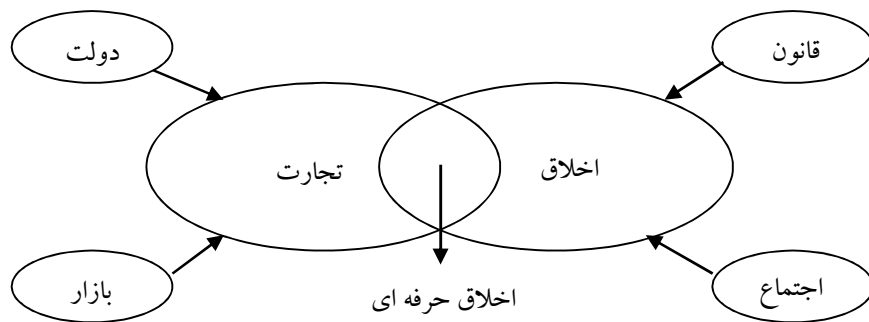 قانون
دولت
اخلاق
تجارت
اجتماع
بازار
اخلاق حرفه ای